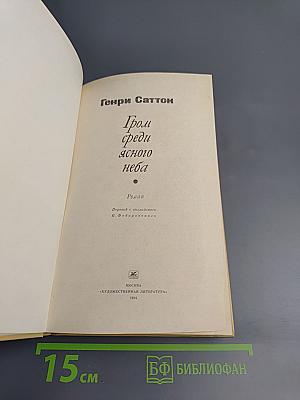 Генри Саттон
Гром
среди
ясного
неба
Роман
Перевод с английского
МОСКВА
«ХУДОЖЕСТВЕННАЯ ЛИТЕРАТУРА»
15 см
БФ БИБЛИОФАН